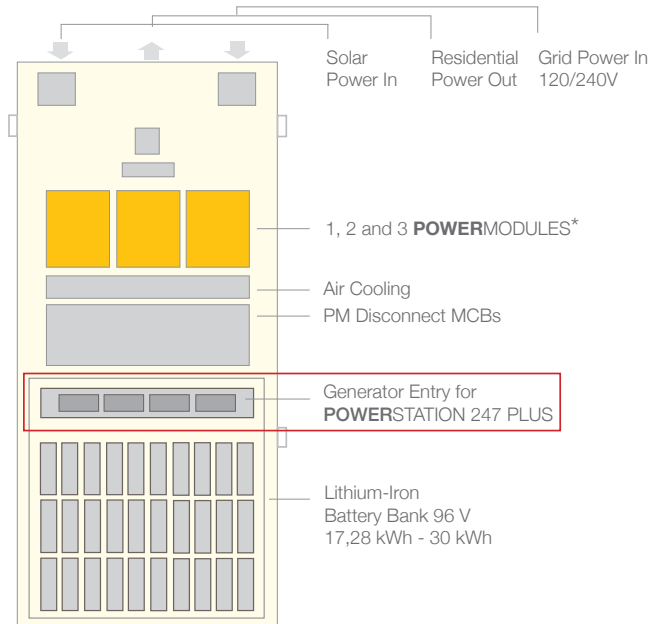 Solar
Power In
Residential
Power Out
Grid Power In
120/240V
1, 2 and 3 POWERMODULES*
Air Cooling
PM Disconnect MCBs
Generator Entry for
POWERSTATION 247 PLUS
Lithium-Iron
Battery Bank 96 V
17,28 kWh - 30 kWh